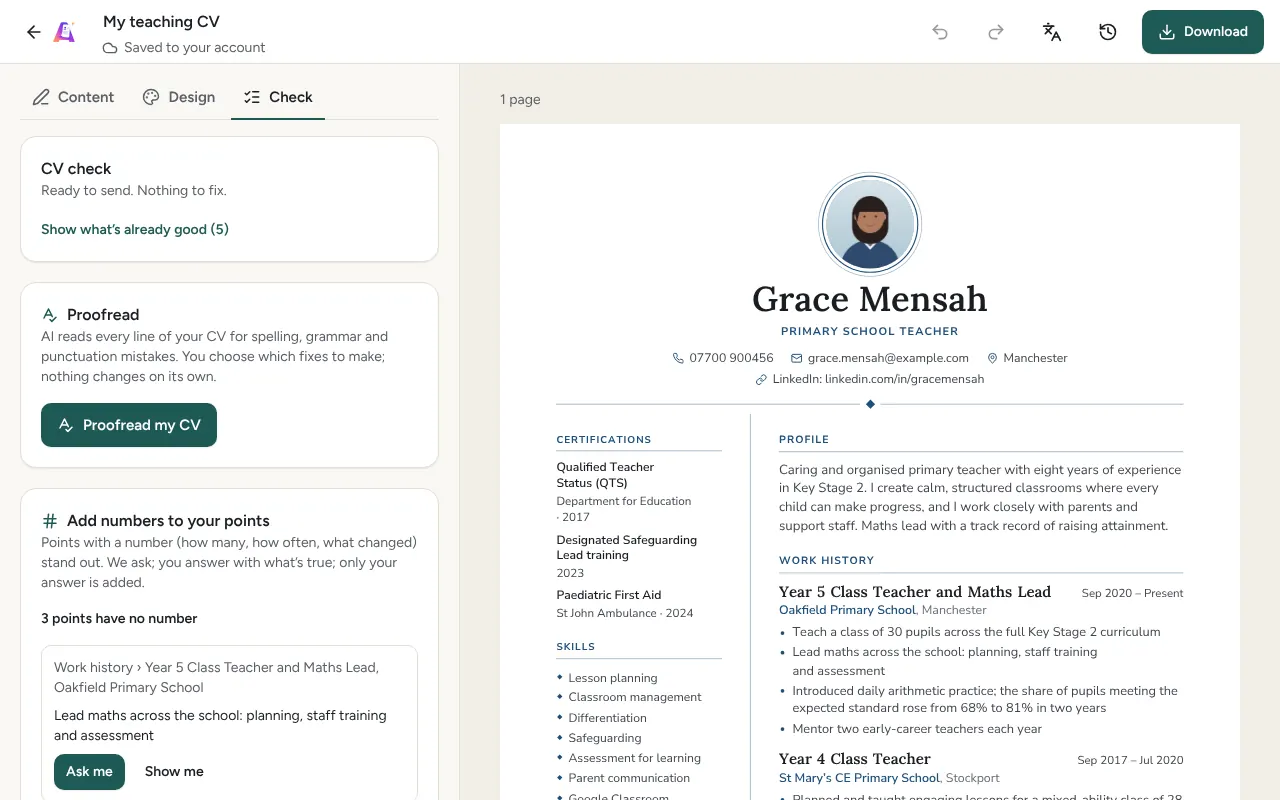 My teaching CV
Saved to your account
Download
Content
Design
Check
CV check
Ready to send. Nothing to fix.
Show what's already good (5)
Proofread
AI reads every line of your CV for spelling, grammar and
punctuation mistakes. You choose which fixes to make;
nothing changes on its own.
Proofread my CV
Add numbers to your points
Points with a number (how many, how often, what changed)
stand out. We ask; you answer with what's true; only your
answer is added.
3 points have no number
Work history › Year 5 Class Teacher and Maths Lead,
Oakfield Primary School
Lead maths across the school: planning, staff training
and assessment
Ask me
Show me
1 page
Grace Mensah
PRIMARY SCHOOL TEACHER
07700 900456 grace.mensah@example.com Manchester
LinkedIn: linkedin.com/in/gracemensah
CERTIFICATIONS
Qualified Teacher
Status (QTS)
Department for Education
· 2017
Designated Safeguarding
Lead training
2023
Paediatric First Aid
St John Ambulance · 2024
SKILLS
Lesson planning
Classroom management
Differentiation
Safeguarding
Assessment for learning
Parent communication
Google Classroom
PROFILE
Caring and organised primary teacher with eight years of experience
in Key Stage 2. I create calm, structured classrooms where every
child can make progress, and I work closely with parents and
support staff. Maths lead with a track record of raising attainment.
WORK HISTORY
Year 5 Class Teacher and Maths Lead Sep 2020 – Present
Oakfield Primary School, Manchester
• Teach a class of 30 pupils across the full Key Stage 2 curriculum
• Lead maths across the school: planning, staff training
and assessment
• Introduced daily arithmetic practice; the share of pupils meeting the
expected standard rose from 68% to 81% in two years
• Mentor two early-career teachers each year
Year 4 Class Teacher Sep 2017 – Jul 2020
St Mary's CE Primary School, Stockport
• Planned and taught engaging lessons for a mixed-ability class of 28